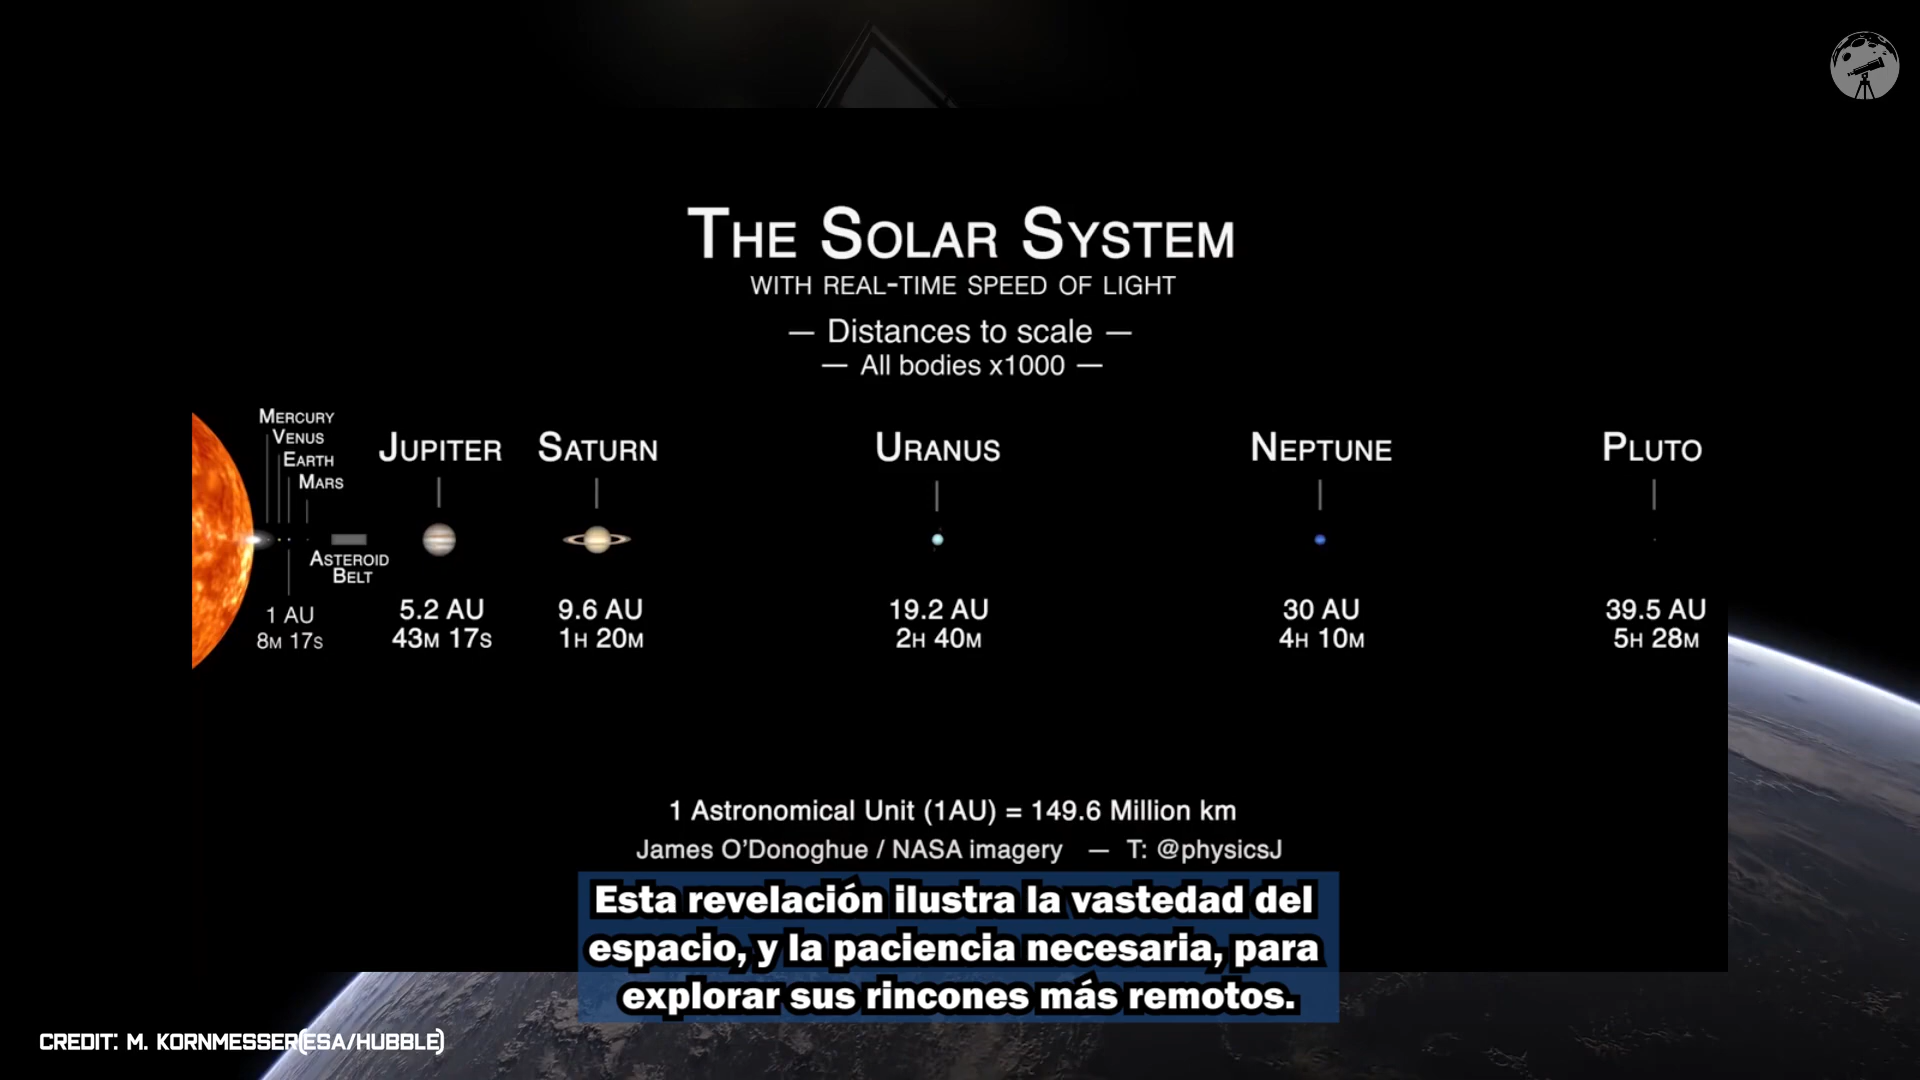 THE SOLAR SYSTEM
WITH REAL-TIME SPEED OF LIGHT
— Distances to scale —
— All bodies x1000 —
MERCURY
VENUS
EARTH
MARS
JUPITER
SATURN
URANUS
NEPTUNE
PLUTO
ASTEROID
BELT
1 AU
8M 17S
5.2 AU
43M 17S
9.6 AU
1H 20M
19.2 AU
2H 40M
30 AU
4H 10M
39.5 AU
5H 28M
1 Astronomical Unit (1AU) = 149.6 Million km
James O'Donoghue / NASA imagery — T: @physicsJ
Esta revelación ilustra la vastedad del
espacio, y la paciencia necesaria, para
explorar sus rincones más remotos.
CREDIT: M. KORNMESSER(ESA/HUBBLE)